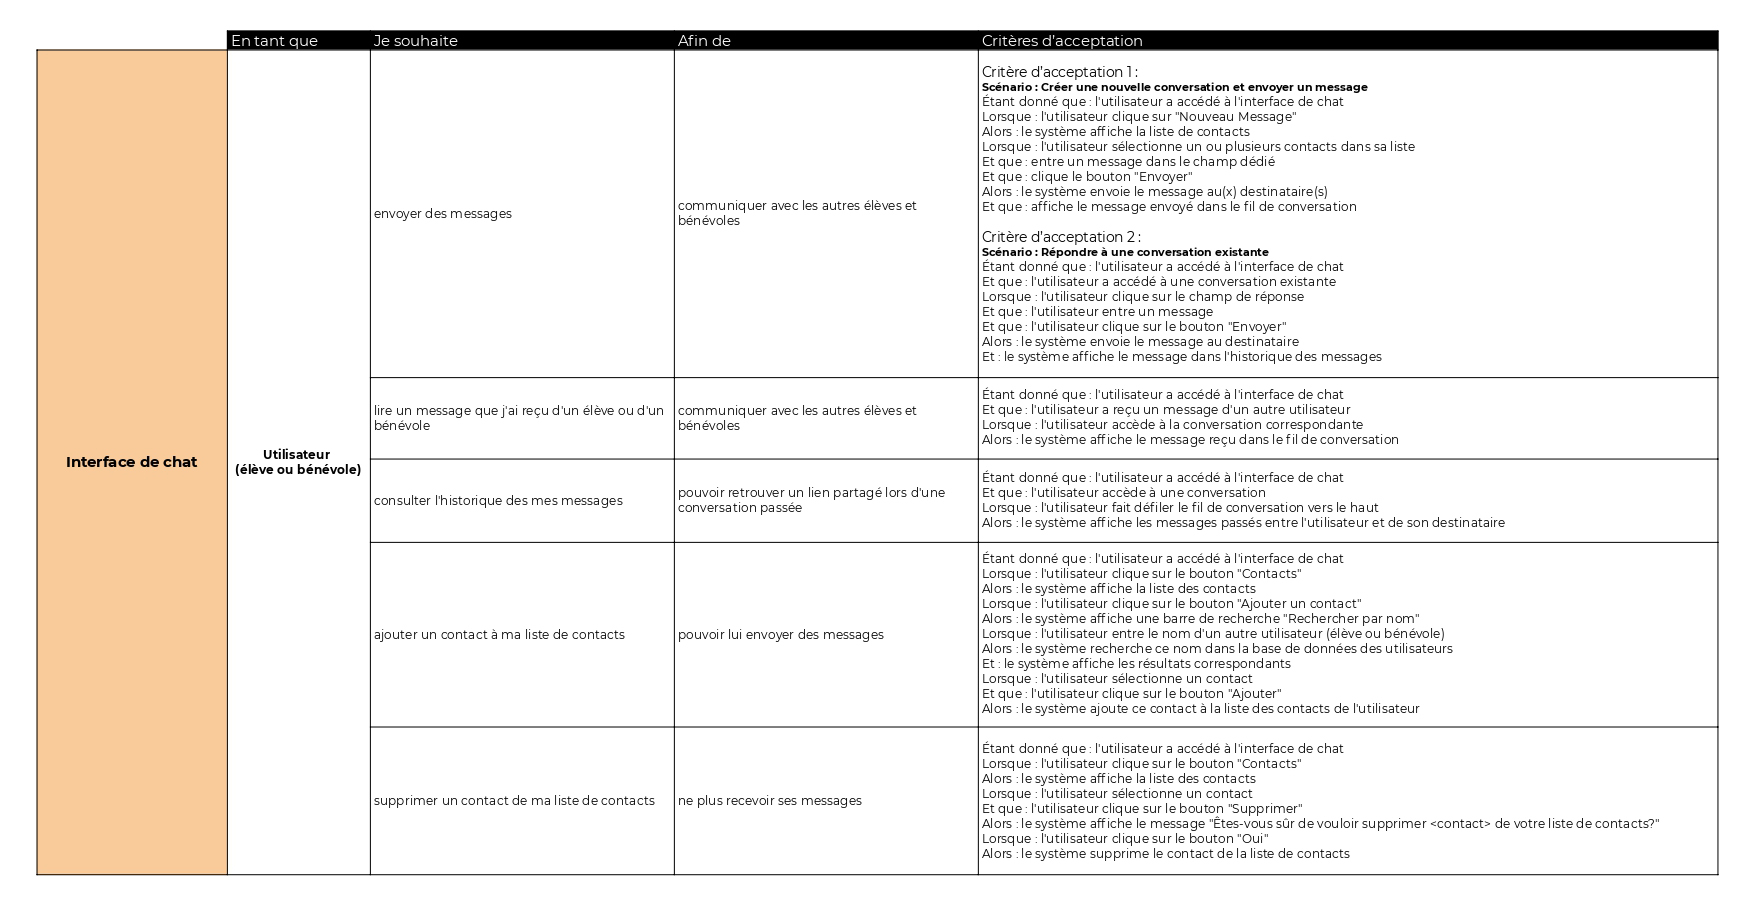 En tant que
Je souhaite
Afin de
Critères d'acceptation
Interface de chat
Utilisateur
(élève ou bénévole)
envoyer des messages
communiquer avec les autres élèves et
bénévoles
Critère d'acceptation 1 :
Scénario : Créer une nouvelle conversation et envoyer un message
Étant donné que : l'utilisateur a accédé à l'interface de chat
Lorsque : l'utilisateur clique sur "Nouveau Message"
Alors : le système affiche la liste de contacts
Lorsque : l'utilisateur sélectionne un ou plusieurs contacts dans sa liste
Et que : entre un message dans le champ dédié
Et que : clique le bouton "Envoyer"
Alors : le système envoie le message au(x) destinataire(s)
Et que : affiche le message envoyé dans le fil de conversation
Critère d'acceptation 2 :
Scénario : Répondre à une conversation existante
Étant donné que : l'utilisateur a accédé à l'interface de chat
Et que : l'utilisateur a accédé à une conversation existante
Lorsque : l'utilisateur clique sur le champ de réponse
Et que : l'utilisateur entre un message
Et que : l'utilisateur clique sur le bouton "Envoyer"
Alors : le système envoie le message au destinataire
Et : le système affiche le message dans l'historique des messages
lire un message que j'ai reçu d'un élève ou d'un
bénévole
communiquer avec les autres élèves et
bénévoles
Étant donné que : l'utilisateur a accédé à l'interface de chat
Et que : l'utilisateur a reçu un message d'un autre utilisateur
Lorsque : l'utilisateur accède à la conversation correspondante
Alors : le système affiche le message reçu dans le fil de conversation
consulter l'historique des mes messages
pouvoir retrouver un lien partagé lors d'une
conversation passée
Étant donné que : l'utilisateur a accédé à l'interface de chat
Et que : l'utilisateur accède à une conversation
Lorsque : l'utilisateur fait défiler le fil de conversation vers le haut
Alors : le système affiche les messages passés entre l'utilisateur et de son destinataire
ajouter un contact à ma liste de contacts
pouvoir lui envoyer des messages
Étant donné que : l'utilisateur a accédé à l'interface de chat
Lorsque : l'utilisateur clique sur le bouton "Contacts"
Alors : le système affiche la liste des contacts
Lorsque : l'utilisateur clique sur le bouton "Ajouter un contact"
Alors : le système affiche une barre de recherche "Rechercher par nom"
Lorsque : l'utilisateur entre le nom d'un autre utilisateur (élève ou bénévole)
Alors : le système recherche ce nom dans la base de données des utilisateurs
Et : le système affiche les résultats correspondants
Lorsque : l'utilisateur sélectionne un contact
Et que : l'utilisateur clique sur le bouton "Ajouter"
Alors : le système ajoute ce contact à la liste des contacts de l'utilisateur
supprimer un contact de ma liste de contacts
ne plus recevoir ses messages
Étant donné que : l'utilisateur a accédé à l'interface de chat
Lorsque : l'utilisateur clique sur le bouton "Contacts"
Alors : le système affiche la liste des contacts
Lorsque : l'utilisateur sélectionne un contact
Et que : l'utilisateur clique sur le bouton "Supprimer"
Alors : le système affiche le message "Êtes-vous sûr de vouloir supprimer <contact> de votre liste de contacts?"
Lorsque : l'utilisateur clique sur le bouton "Oui"
Alors : le système supprime le contact de la liste de contacts